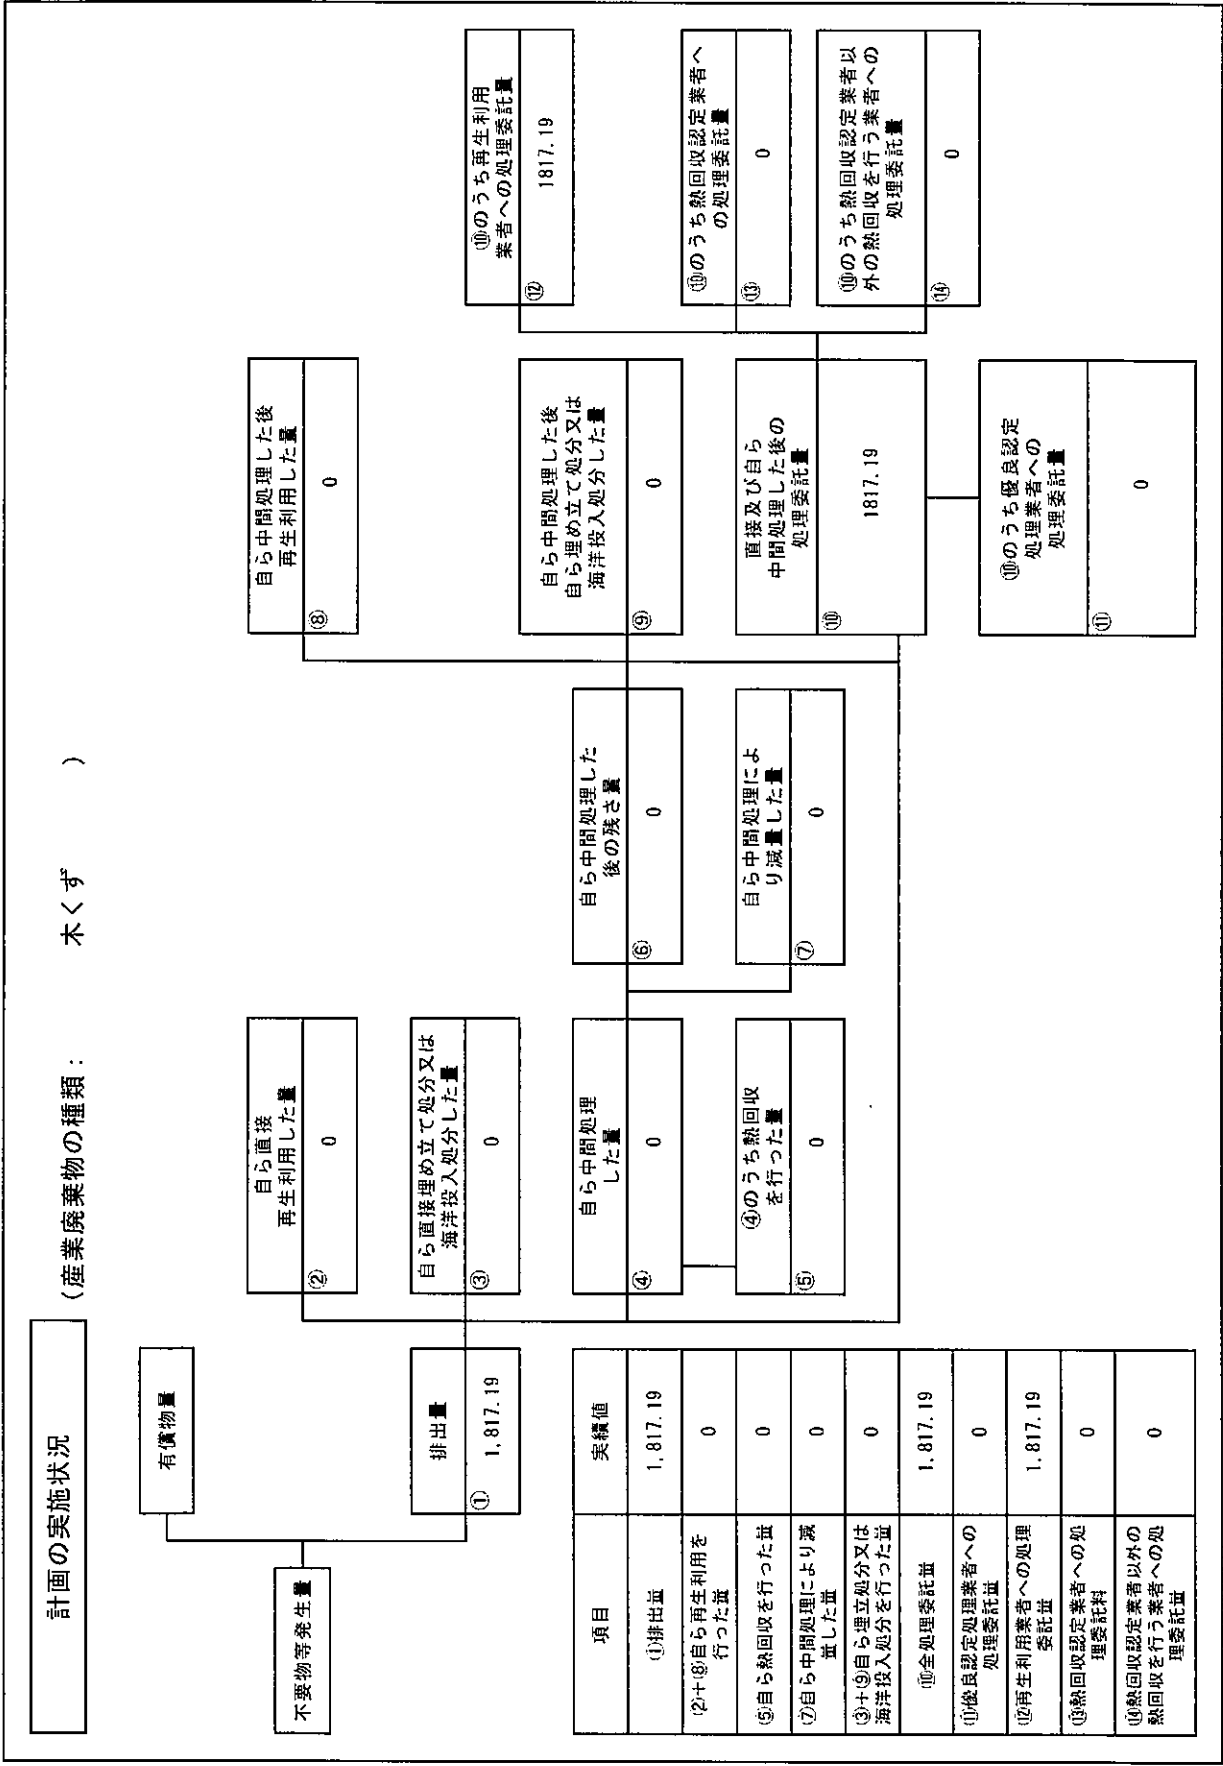 計画の実施状況
(産業廃棄物の種類: 木くず )
有償物量
不要物等発生量
排出量
① 1,817.19
自ら直接
再生利用した量
② 0
自ら直接埋め立て処分又は
海洋投入処分した量
③ 0
自ら中間処理
した量
④ 0
④のうち熱回収
を行った量
⑤ 0
自ら中間処理した
後の残さ量
⑥ 0
自ら中間処理によ
り減量した量
⑦ 0
自ら中間処理した後
再生利用した量
⑧ 0
自ら中間処理した後
自ら埋め立て処分又は
海洋投入処分した量
⑨ 0
直接及び自ら
中間処理した後の
処理委託量
⑩ 1817.19
⑩のうち優良認定
処理業者への
処理委託量
⑪ 0
⑩のうち再生利用
業者への処理委託量
⑫ 1817.19
⑩のうち熱回収認定業者へ
の処理委託量
⑬ 0
⑩のうち熱回収認定業者以
外の熱回収を行う業者への
処理委託量
⑭ 0
項目 実績値
①排出量 1,817.19
②+⑧自ら再生利用を
行った量 0
⑤自ら熱回収を行った量 0
⑦自ら中間処理により減
量した量 0
③+⑨自ら埋立処分又は
海洋投入処分を行った量 0
⑩全処理委託量 1,817.19
⑪優良認定処理業者への
処理委託量 0
⑫再生利用業者への処理
委託量 1,817.19
⑬熱回収認定業者への処
理委託料 0
⑭熱回収認定業者以外の
熱回収を行う業者への処
理委託量 0